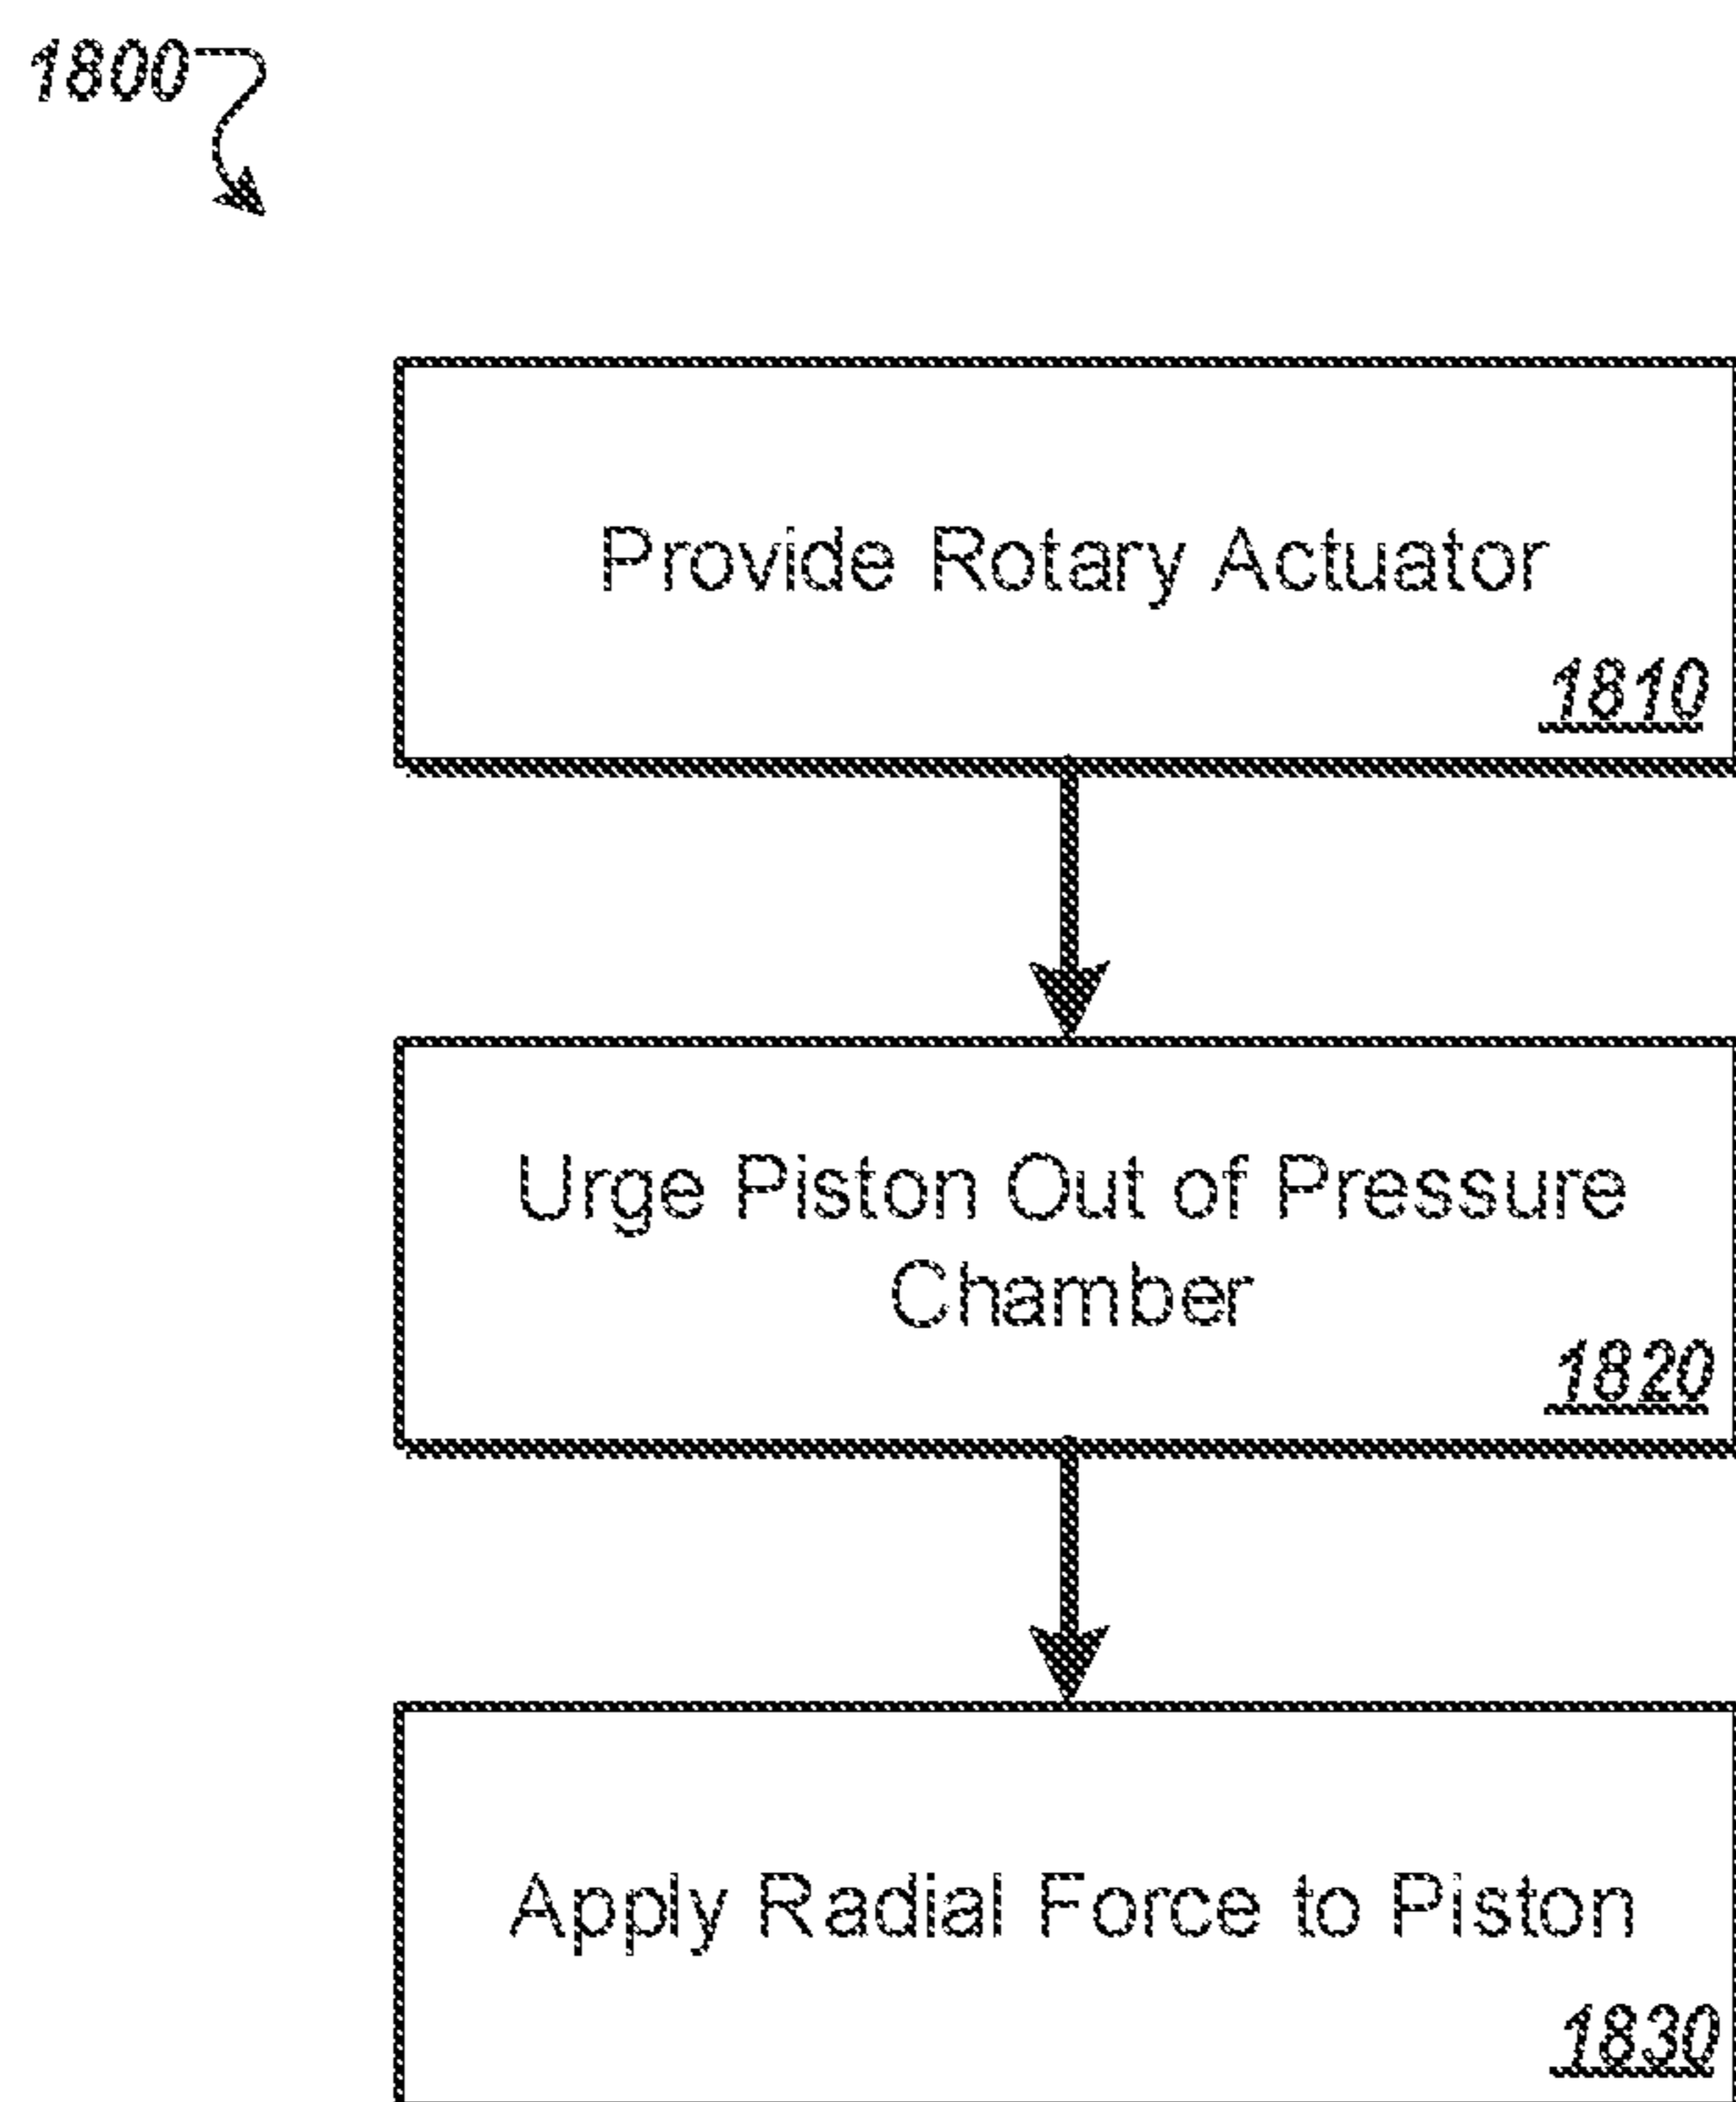 1800
Provide Rotary Actuator
1810
Urge Piston Out of Pressure
Chamber
1820
Apply Radial Force to Piston
1830